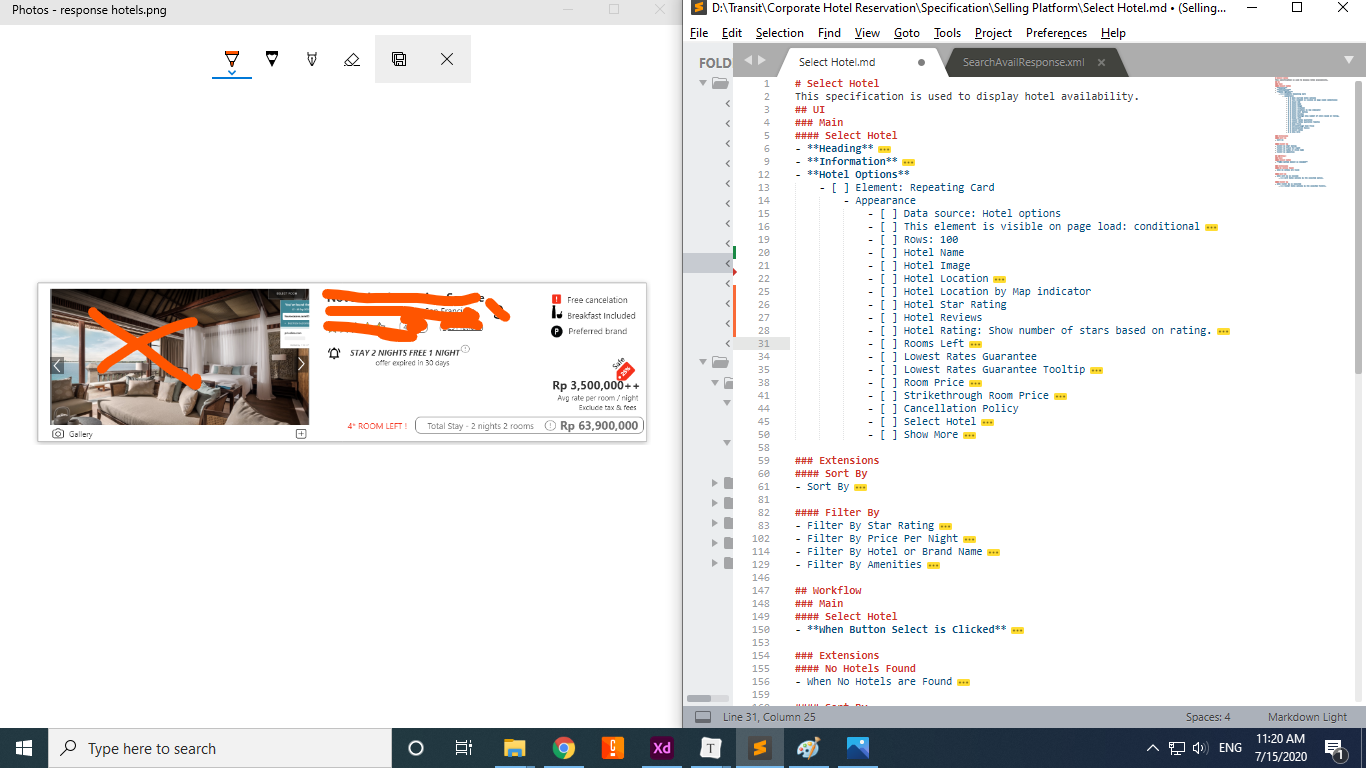 Photos - response hotels.png
Free cancelation
Breakfast Included
P Preferred brand
STAY 2 NIGHTS FREE 1 NIGHT
offer expired in 30 days
Sale
Rp 3,500,000++
Avg rate per room / night
Exclude tax & fees
4* ROOM LEFT !
Total Stay - 2 nights 2 rooms
Rp 63,900,000
Gallery
D:\Transit\Corporate Hotel Reservation\Specification\Selling Platform\Select Hotel.md • (Selling...
File Edit Selection Find View Goto Tools Project Preferences Help
FOLD
Select Hotel.md
SearchAvailResponse.xml
1 # Select Hotel
2 This specification is used to display hotel availability.
3 ## UI
4 ### Main
5 #### Select Hotel
6 - **Heading**
9 - **Information**
12 - **Hotel Options**
13 - [ ] Element: Repeating Card
14 - Appearance
15 - [ ] Data source: Hotel options
16 - [ ] This element is visible on page load: conditional
19 - [ ] Rows: 100
20 - [ ] Hotel Name
21 - [ ] Hotel Image
22 - [ ] Hotel Location
25 - [ ] Hotel Location by Map indicator
26 - [ ] Hotel Star Rating
27 - [ ] Hotel Reviews
28 - [ ] Hotel Rating: Show number of stars based on rating.
31 - [ ] Rooms Left
34 - [ ] Lowest Rates Guarantee
35 - [ ] Lowest Rates Guarantee Tooltip
38 - [ ] Room Price
41 - [ ] Strikethrough Room Price
44 - [ ] Cancellation Policy
45 - [ ] Select Hotel
50 - [ ] Show More
58
59 ### Extensions
60 #### Sort By
61 - Sort By
81
82 #### Filter By
83 - Filter By Star Rating
102 - Filter By Price Per Night
114 - Filter By Hotel or Brand Name
129 - Filter By Amenities
146
147 ## Workflow
148 ### Main
149 #### Select Hotel
150 - **When Button Select is Clicked**
153
154 ### Extensions
155 #### No Hotels Found
156 - When No Hotels are Found
159
Line 31, Column 25
Spaces: 4
Markdown Light
Type here to search
Xd
T
ENG
11:20 AM
7/15/2020
1